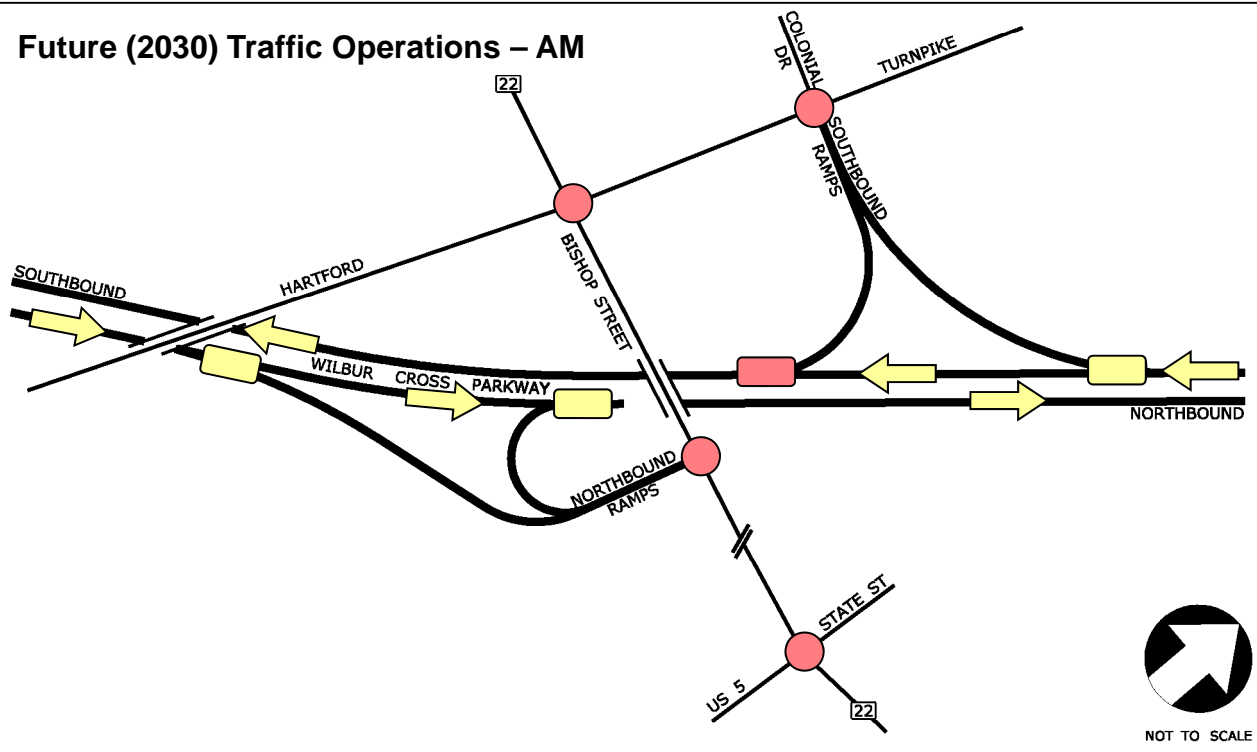 Future (2030) Traffic Operations – AM
COLONIAL
DR
TURNPIKE
22
SOUTHBOUND
RAMPS
BISHOP STREET
HARTFORD
SOUTHBOUND
WILBUR CROSS PARKWAY
NORTHBOUND
NORTHBOUND
RAMPS
STATE ST
US 5
22
NOT TO SCALE